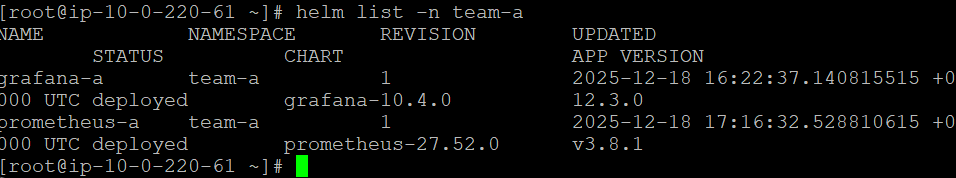 [root@ip-10-0-220-61 ~]# helm list -n team-a
NAME            NAMESPACE       REVISION        UPDATED
        STATUS          CHART                   APP VERSION
grafana-a       team-a          1               2025-12-18 16:22:37.140815515 +0
000 UTC deployed        grafana-10.4.0          12.3.0
prometheus-a    team-a          1               2025-12-18 17:16:32.528810615 +0
000 UTC deployed        prometheus-27.52.0      v3.8.1
[root@ip-10-0-220-61 ~]#